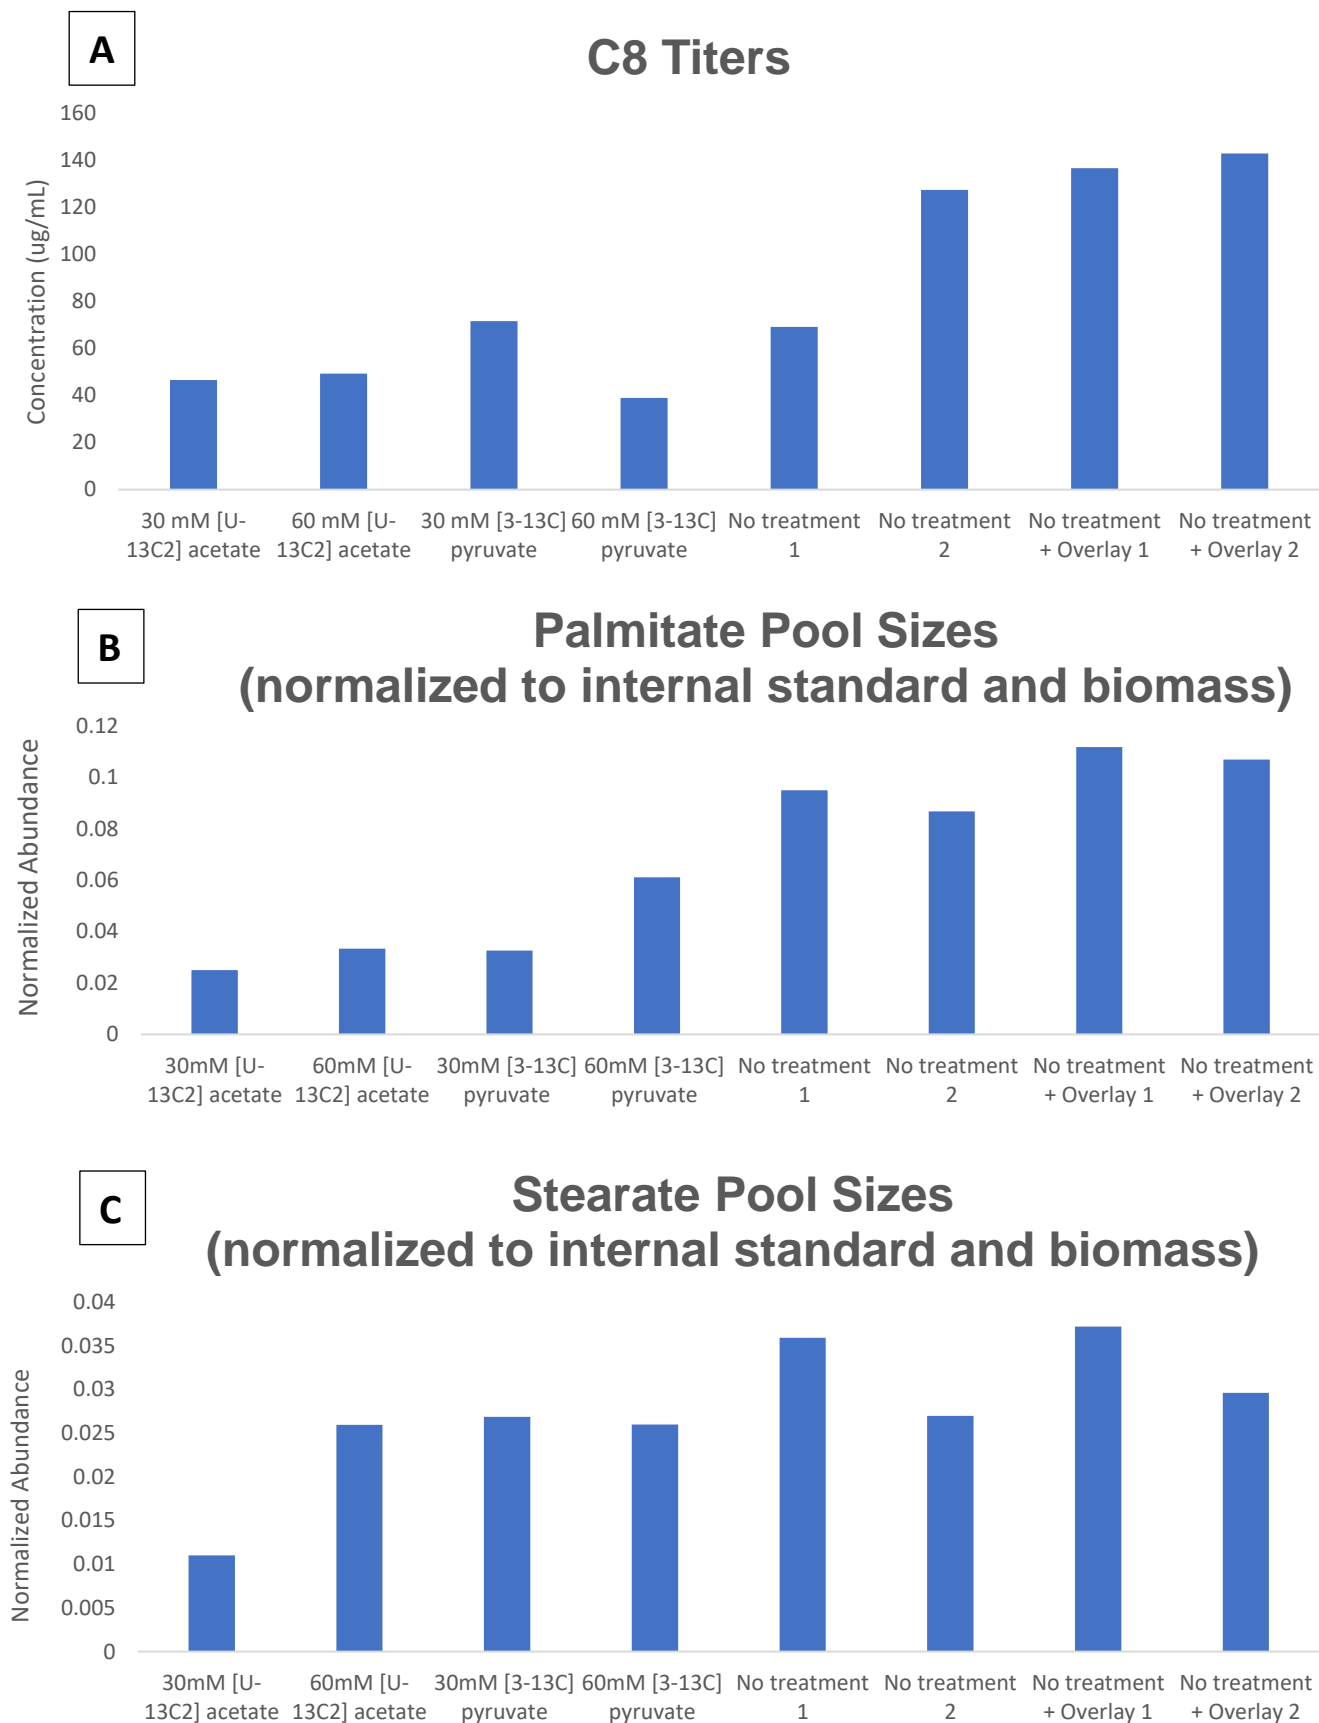 A
C8 Titers
Concentration (ug/mL)
160
140
120
100
80
60
40
20
0
30 mM [U-
13C2] acetate
60 mM [U-
13C2] acetate
30 mM [3-13C]
pyruvate
60 mM [3-13C]
pyruvate
No treatment
1
No treatment
2
No treatment
+ Overlay 1
No treatment
+ Overlay 2
B
Palmitate Pool Sizes
(normalized to internal standard and biomass)
Normalized Abundance
0.12
0.1
0.08
0.06
0.04
0.02
0
30mM [U-
13C2] acetate
60mM [U-
13C2] acetate
30mM [3-13C]
pyruvate
60mM [3-13C]
pyruvate
No treatment
1
No treatment
2
No treatment
+ Overlay 1
No treatment
+ Overlay 2
C
Stearate Pool Sizes
(normalized to internal standard and biomass)
Normalized Abundance
0.04
0.035
0.03
0.025
0.02
0.015
0.01
0.005
0
30mM [U-
13C2] acetate
60mM [U-
13C2] acetate
30mM [3-13C]
pyruvate
60mM [3-13C]
pyruvate
No treatment
1
No treatment
2
No treatment
+ Overlay 1
No treatment
+ Overlay 2